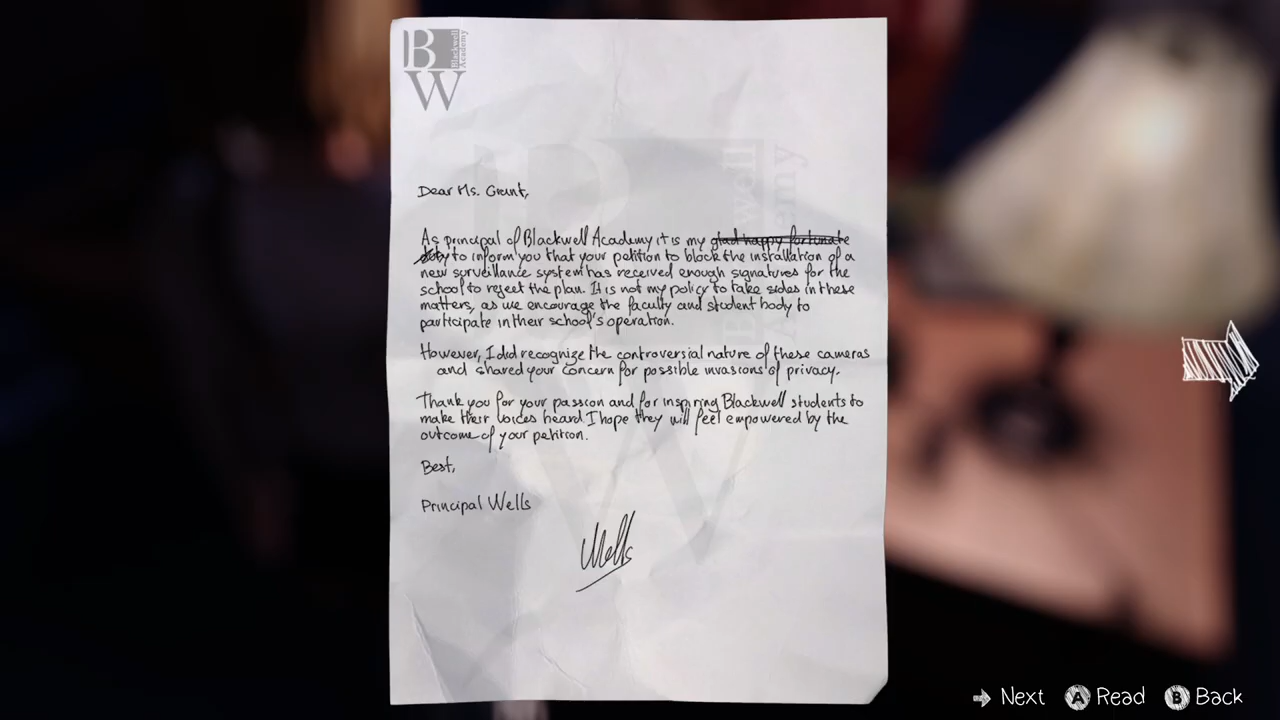 B
Blackwell
Academy
W
Dear Ms. Grant,
As principal of Blackwell Academy it is my glad happy fortunate
duty to inform you that your petition to block the installation of a
new surveillance system has received enough signatures for the
school to reject the plan. It is not my policy to take sides in these
matters, as we encourage the faculty and student body to
participate in their school's operation.
However, I did recognize the controversial nature of these cameras
and shared your concern for possible invasions of privacy.
Thank you for your passion and for inspiring Blackwell students to
make their voices heard I hope they will feel empowered by the
outcome of your petition.
Best,
Principal Wells
Wells
Next A Read B Back